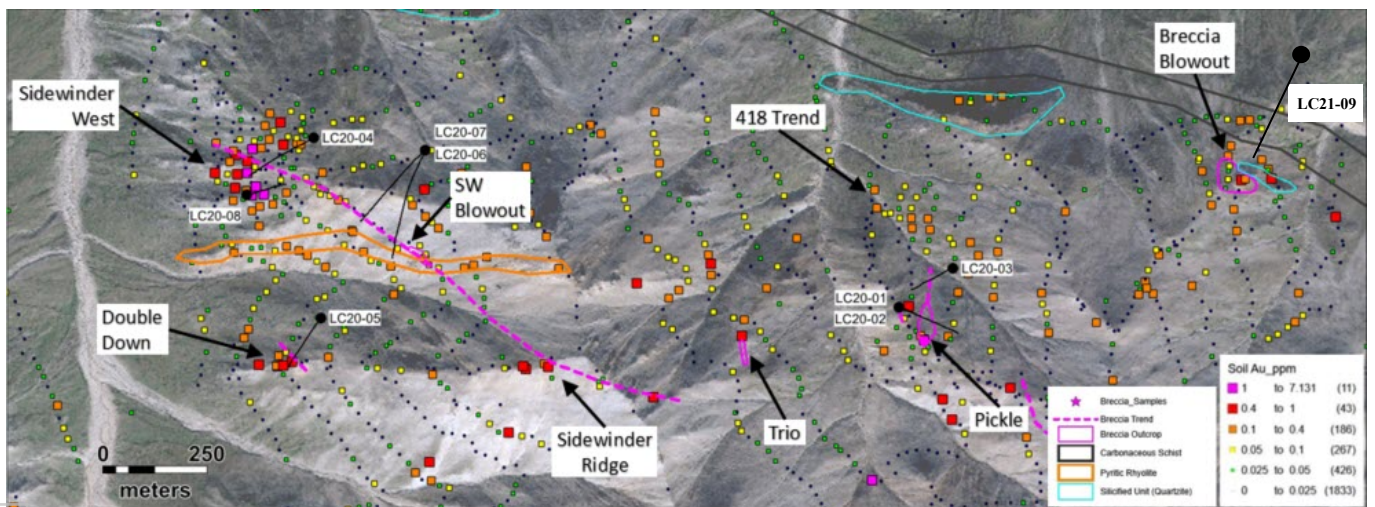 Breccia
Blowout
LC21-09
Sidewinder
West
LC20-04
LC20-07
LC20-06
418 Trend
SW
Blowout
LC20-08
LC20-03
LC20-01
LC20-02
Double
Down
LC20-05
Sidewinder
Ridge
Trio
Pickle
0 250
meters
Breccia_Samples
Breccia Trend
Breccia Outcrop
Carbonaceous Schist
Pyritic Rhyolite
Silicified Unit (Quartzite)
Soil Au_ppm
1 to 7.131 (11)
0.4 to 1 (43)
0.1 to 0.4 (186)
0.05 to 0.1 (267)
0.025 to 0.05 (426)
0 to 0.025 (1833)